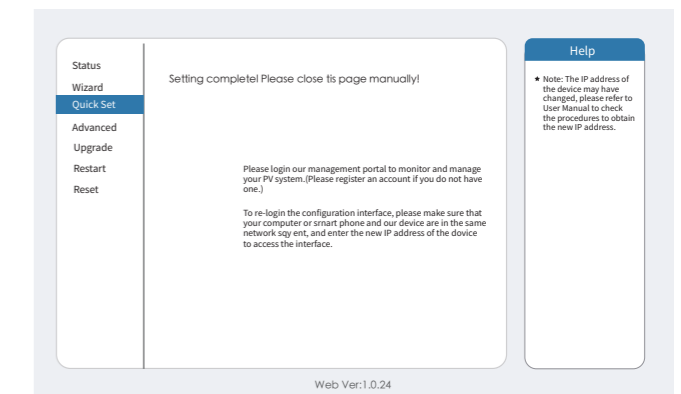 Status
Wizard
Quick Set
Advanced
Upgrade
Restart
Reset
Setting completel Please close tis page manually!
Please login our management portal to monitor and manage
your PV system.(Please register an account if you do not have
one.)
To re-login the configuration interface, please make sure that
your computer or srnart phone and our device are in the same
network sqy ent, and enter the new IP address of the dovice
to access the interface.
Help
★ Note: The IP address of
the device may have
changed, please refer to
User Manual to check
the procedures to obtain
the new IP address.
Web Ver:1.0.24